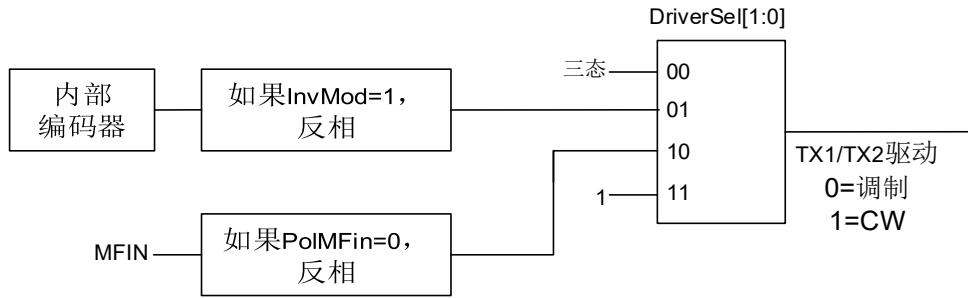 DriverSel[1:0]
三态
00
内部
编码器
如果InvMod=1,
反相
01
10
TX1/TX2驱动
0=调制
1=CW
1
11
MFIN
如果PolMFin=0,
反相